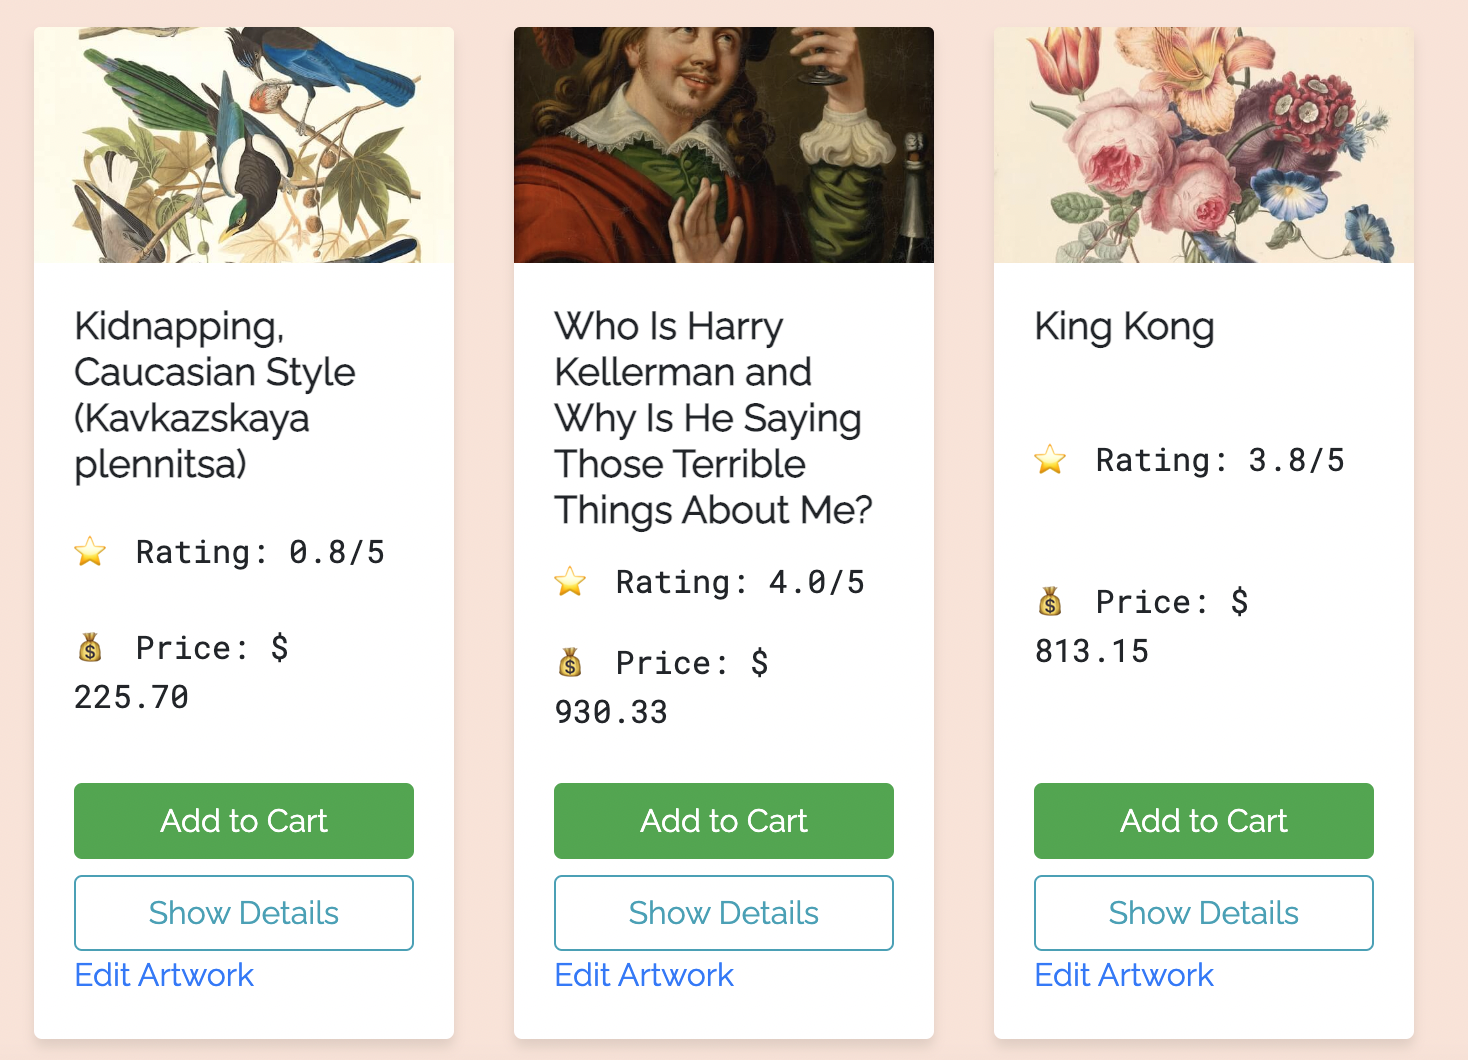 Kidnapping,
Caucasian Style
(Kavkazskaya
plennitsa)
⭐ Rating: 0.8/5
💰 Price: $
225.70
Add to Cart
Show Details
Edit Artwork
Who Is Harry
Kellerman and
Why Is He Saying
Those Terrible
Things About Me?
⭐ Rating: 4.0/5
💰 Price: $
930.33
Add to Cart
Show Details
Edit Artwork
King Kong
⭐ Rating: 3.8/5
💰 Price: $
813.15
Add to Cart
Show Details
Edit Artwork